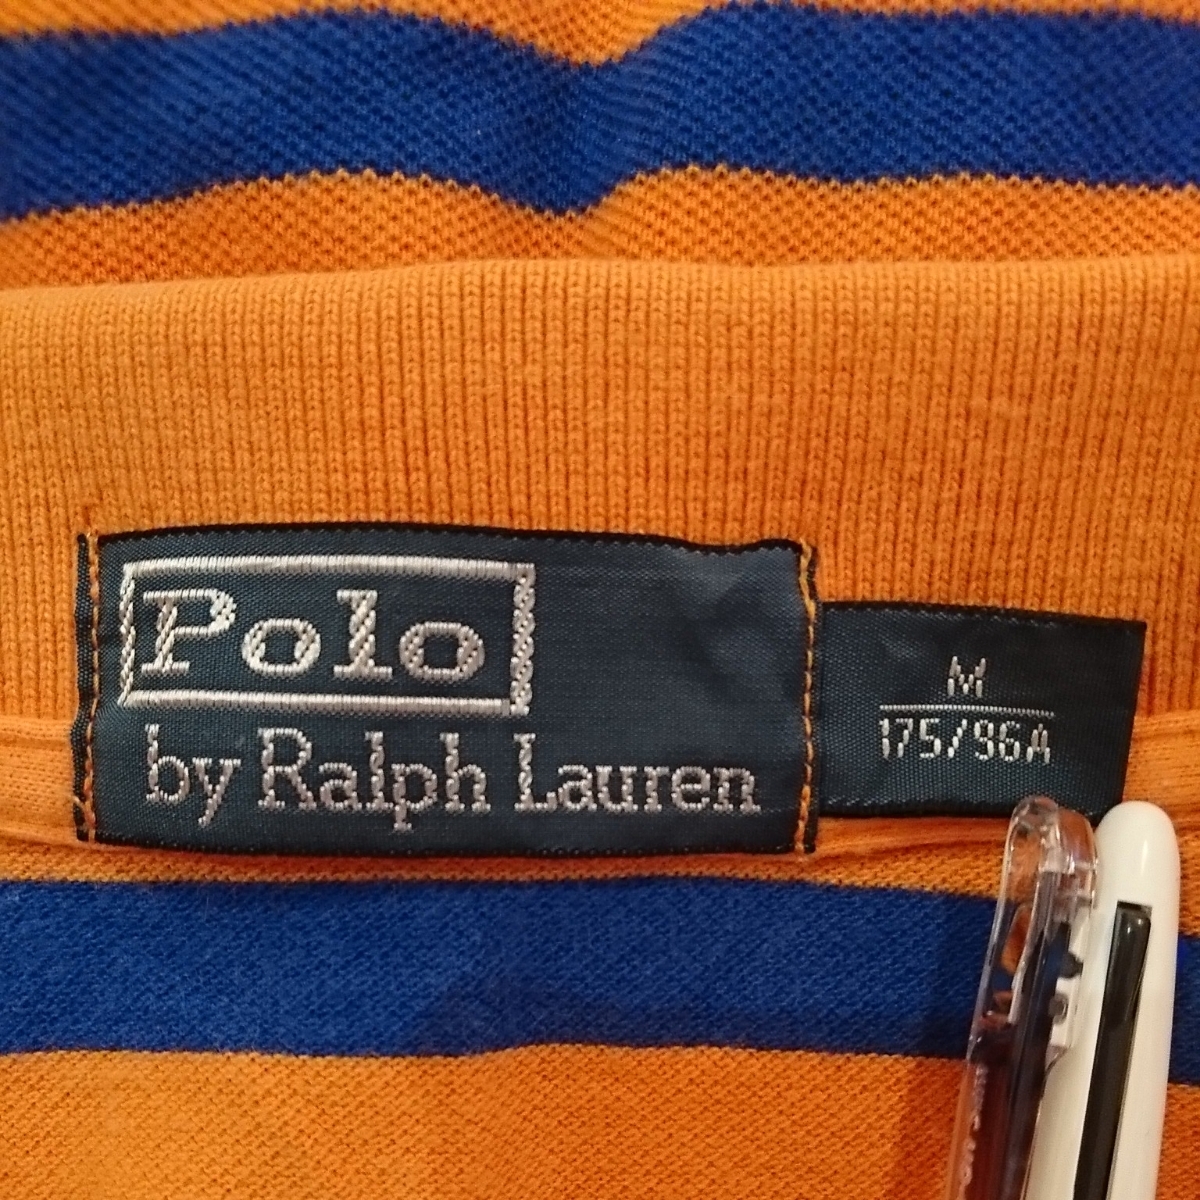 Polo
by Ralph Lauren
M
175/96A